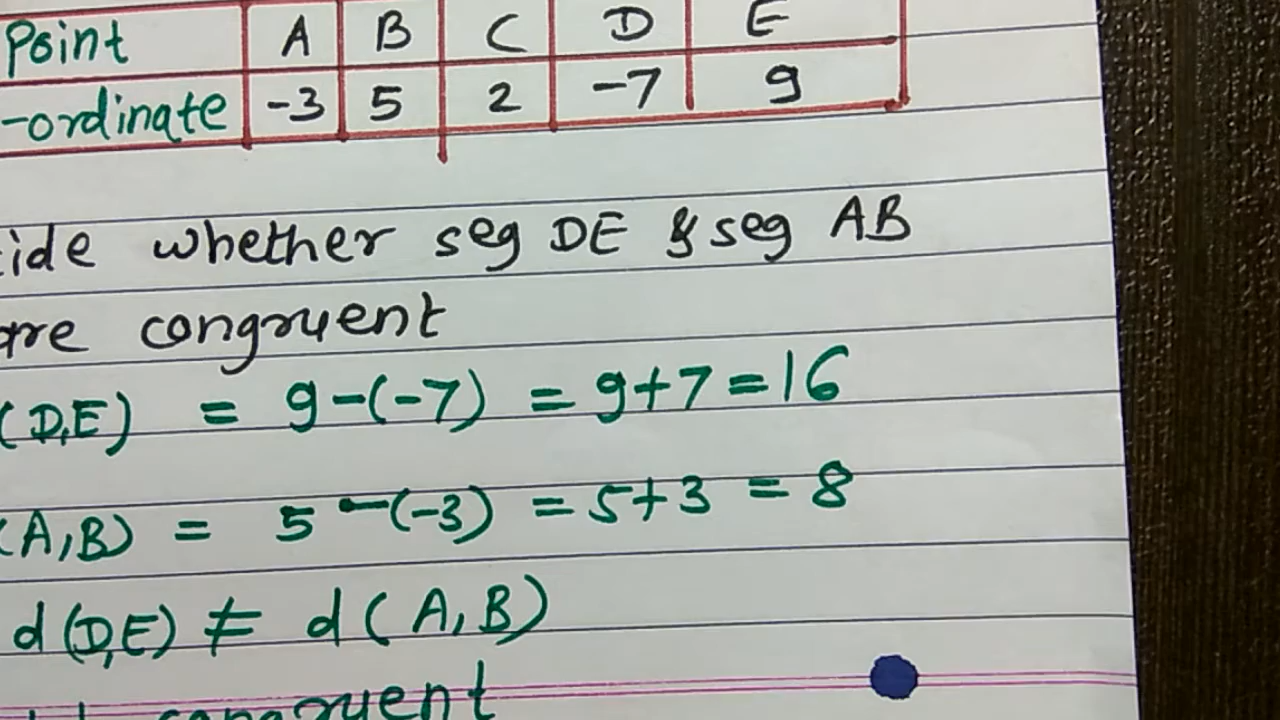 Point A B C D E
-ordinate -3 5 2 -7 9
ide whether seg DE & seg AB
are congruent
(D,E) = 9-(-7) = 9+7=16
(A,B) = 5 -(-3) = 5+3 = 8
d(D,E) ≠ d(A,B)
congruent